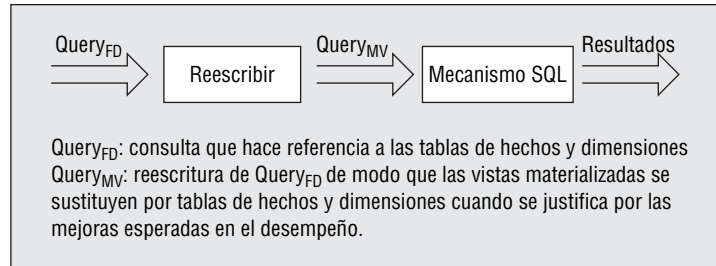 Query_FD
Query_MV
Resultados
Reescribir
Mecanismo SQL
Query_FD: consulta que hace referencia a las tablas de hechos y dimensiones
Query_MV: reescritura de Query_FD de modo que las vistas materializadas se
sustituyen por tablas de hechos y dimensiones cuando se justifica por las
mejoras esperadas en el desempeño.